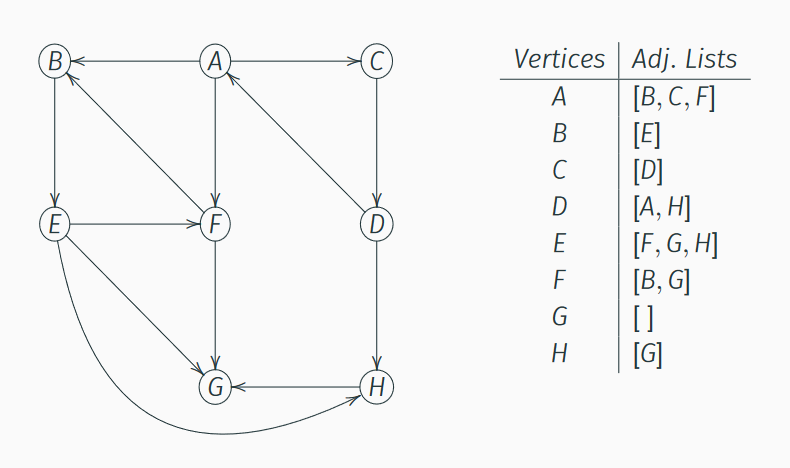 B A C
E F D
G H
Vertices Adj. Lists
A [B, C, F]
B [E]
C [D]
D [A, H]
E [F, G, H]
F [B, G]
G [ ]
H [G]